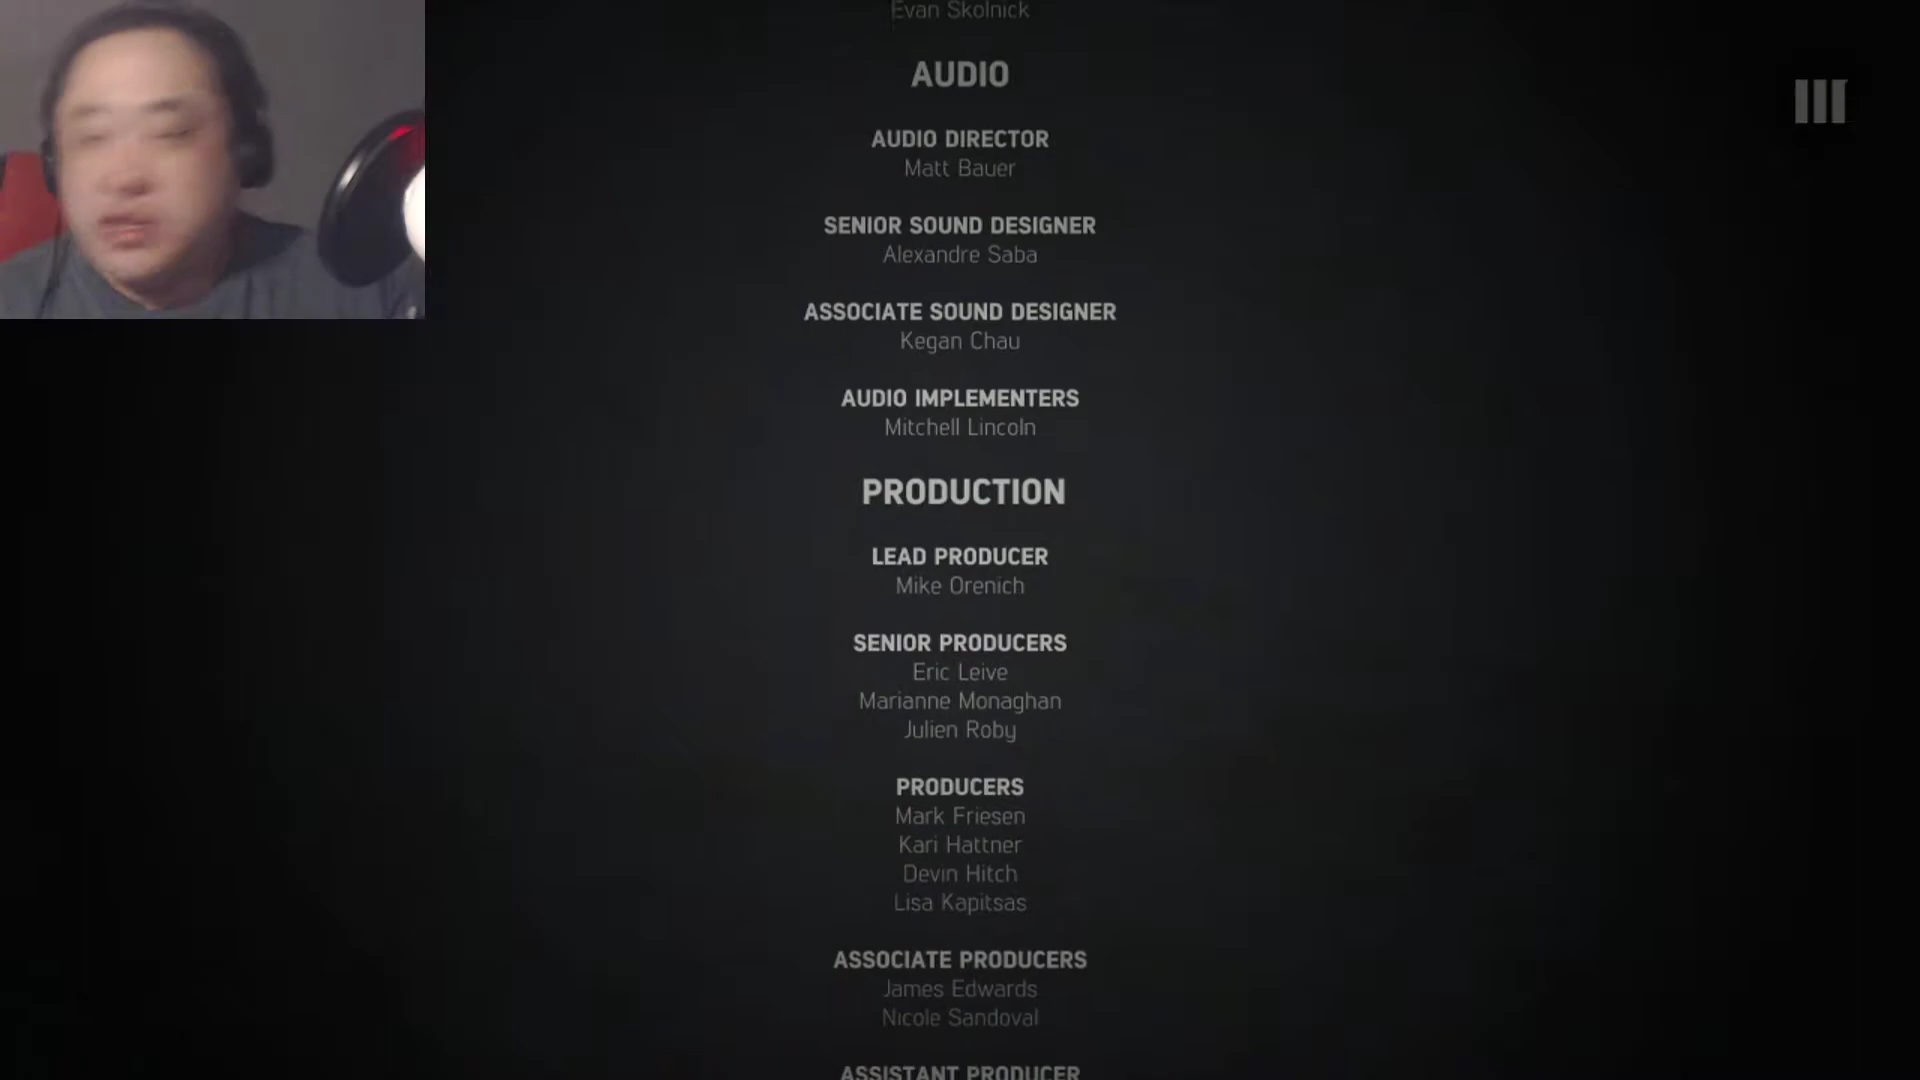 Evan Skolnick
AUDIO
AUDIO DIRECTOR
Matt Bauer
SENIOR SOUND DESIGNER
Alexandre Saba
ASSOCIATE SOUND DESIGNER
Kegan Chau
AUDIO IMPLEMENTERS
Mitchell Lincoln
PRODUCTION
LEAD PRODUCER
Mike Orenich
SENIOR PRODUCERS
Eric Leive
Marianne Monaghan
Julien Roby
PRODUCERS
Mark Friesen
Kari Hattner
Devin Hitch
Lisa Kapitsas
ASSOCIATE PRODUCERS
James Edwards
Nicole Sandoval
ASSISTANT PRODUCER